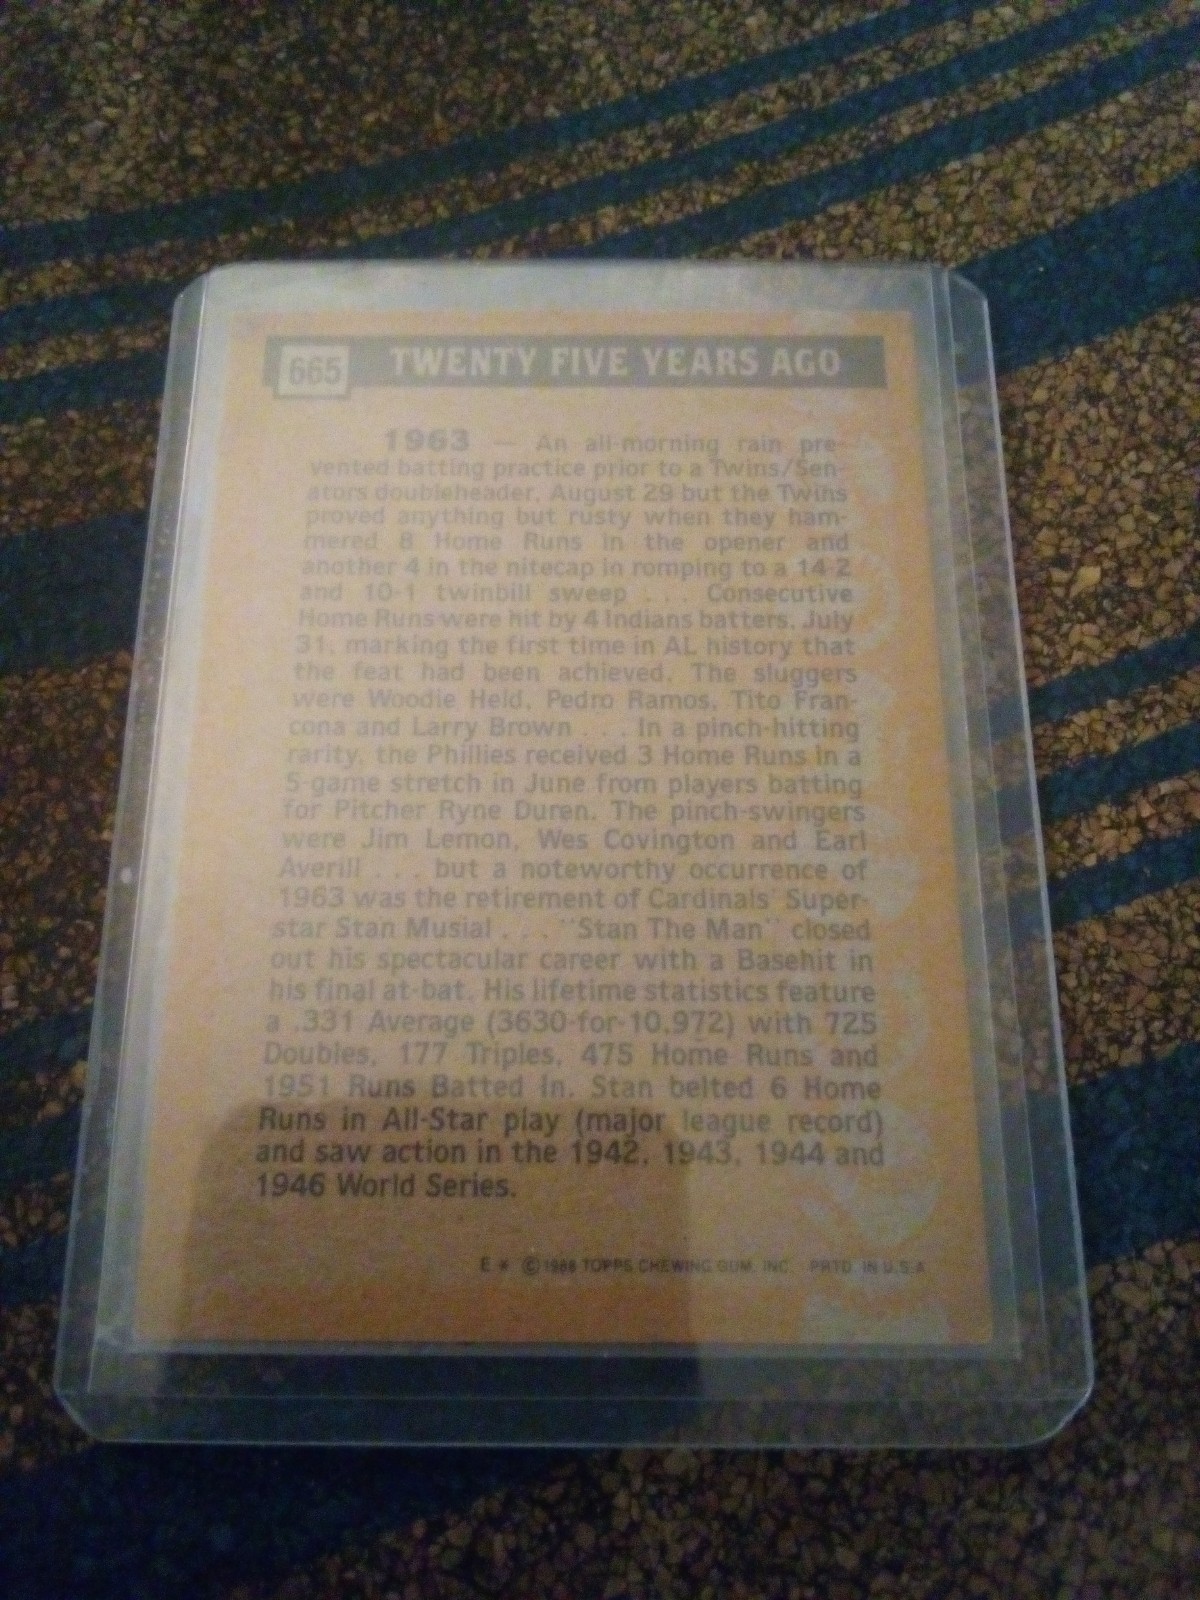 665 TWENTY FIVE YEARS AGO
1963 — An all-morning rain pre-
vented batting practice prior to a Twins/Sen-
ators doubleheader, August 29 but the Twins
proved anything but rusty when they ham-
mered 8 Home Runs in the opener and
another 4 in the nitecap in romping to a 14-2
and 10-1 twinbill sweep . . . Consecutive
Home Runs were hit by 4 Indians batters, July
31, marking the first time in AL history that
the feat had been achieved. The sluggers
were Woodie Held, Pedro Ramos, Tito Fran-
cona and Larry Brown . . . In a pinch-hitting
rarity, the Phillies received 3 Home Runs in a
5-game stretch in June from players batting
for Pitcher Ryne Duren. The pinch-swingers
were Jim Lemon, Wes Covington and Earl
Averill . . . but a noteworthy occurrence of
1963 was the retirement of Cardinals' Super-
star Stan Musial . . . "Stan The Man" closed
out his spectacular career with a Basehit in
his final at-bat. His lifetime statistics feature
a .331 Average (3630-for-10,972) with 725
Doubles, 177 Triples, 475 Home Runs and
1951 Runs Batted In. Stan belted 6 Home
Runs in All-Star play (major league record)
and saw action in the 1942, 1943, 1944 and
1946 World Series.
E * © 1988 TOPPS CHEWING GUM, INC. PRTD. IN U.S.A.